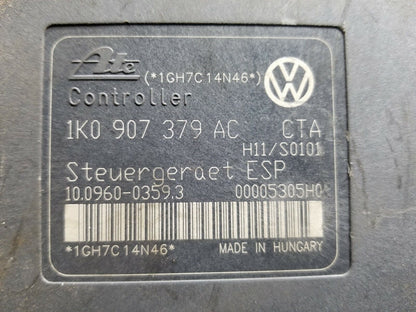 Ate (*1GH7C14N46*)
Controller
1K0 907 379 AC CTA
H11/S0101
Steuergeraet ESP
10.0960-0359.3 00005305H0
*1GH7C14N46* MADE IN HUNGARY